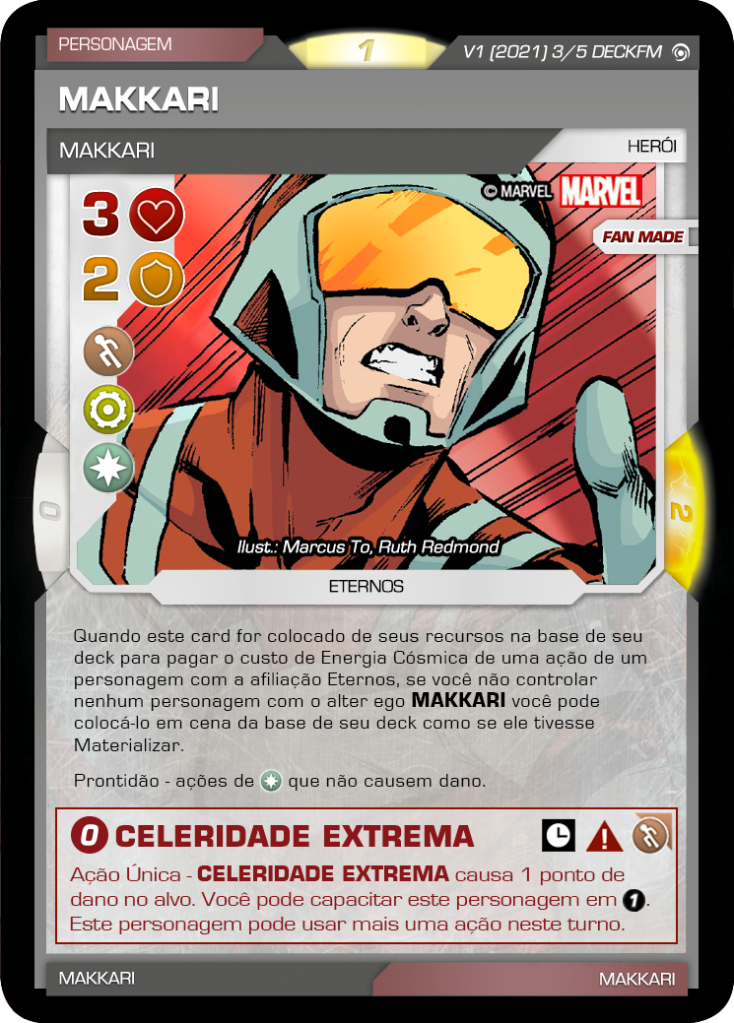 PERSONAGEM
1
V1 (2021) 3/5 DECKFM
MAKKARI
MAKKARI
HERÓI
© MARVEL MARVEL
3
FAN MADE
2
0
2
Ilust.: Marcus To, Ruth Redmond
ETERNOS
Quando este card for colocado de seus recursos na base de seu
deck para pagar o custo de Energia Cósmica de uma ação de um
personagem com a afiliação Eternos, se você não controlar
nenhum personagem com o alter ego MAKKARI você pode
colocá-lo em cena da base de seu deck como se ele tivesse
Materializar.
Prontidão - ações de que não causem dano.
0 CELERIDADE EXTREMA
Ação Única - CELERIDADE EXTREMA causa 1 ponto de
dano no alvo. Você pode capacitar este personagem em 1.
Este personagem pode usar mais uma ação neste turno.
MAKKARI
MAKKARI